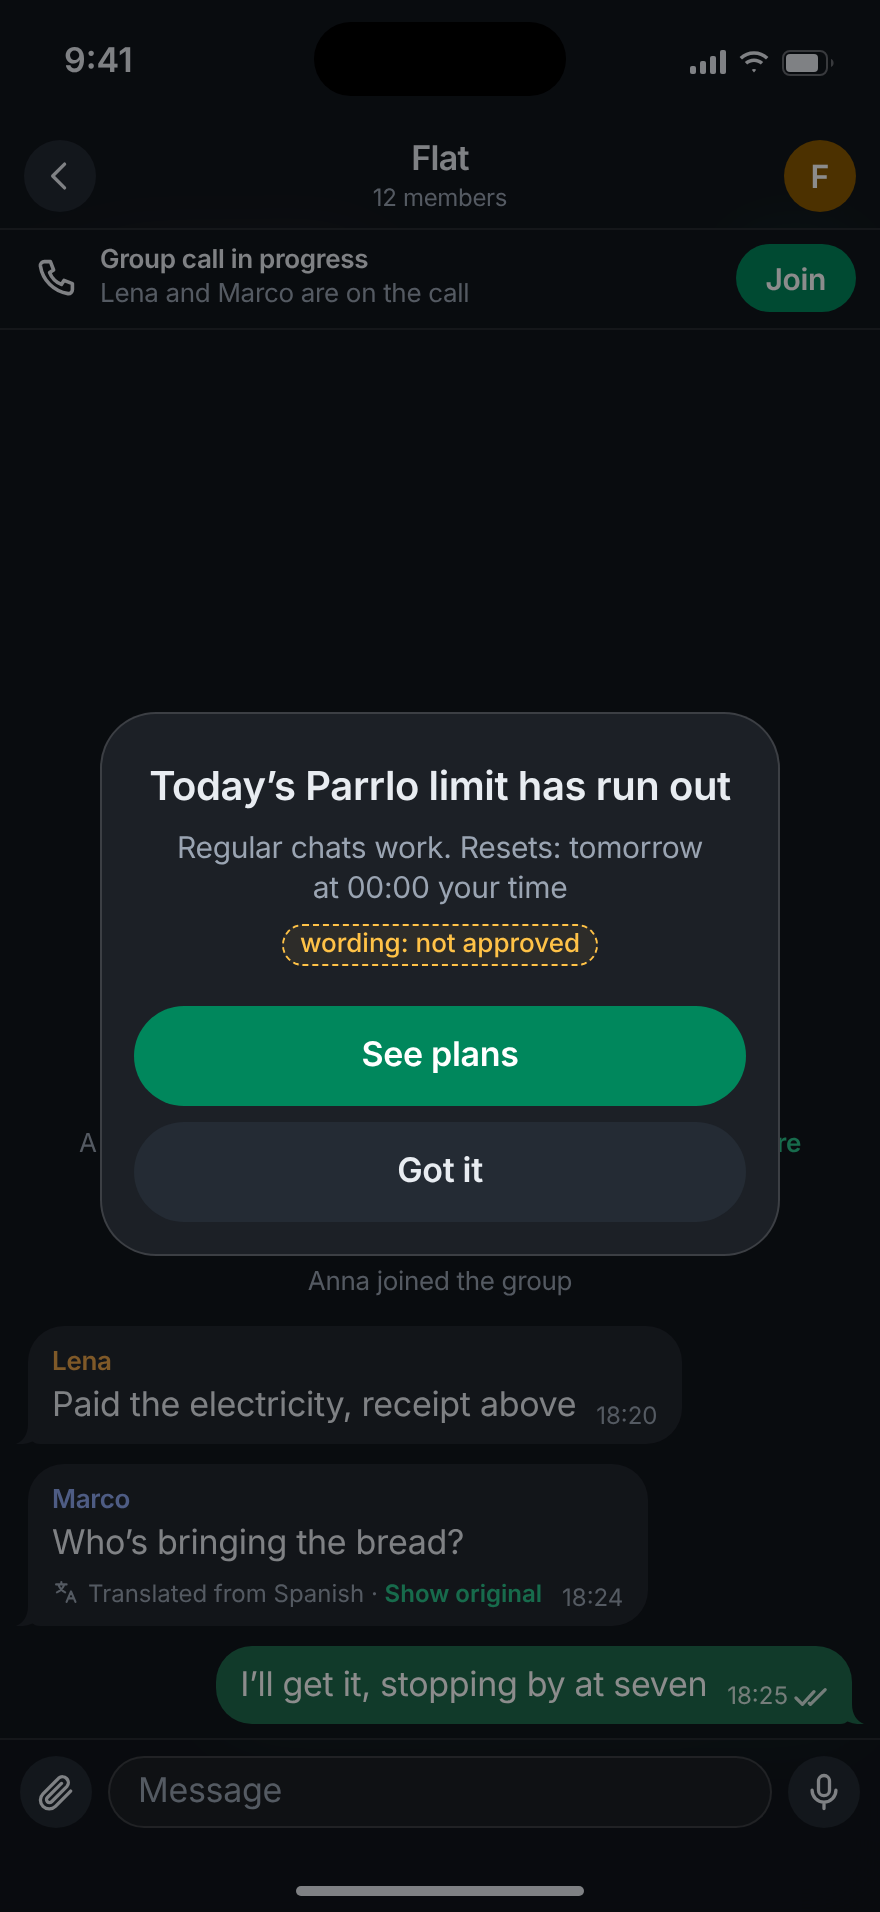 9:41
Flat
12 members
F
Group call in progress
Lena and Marco are on the call
Join
Today’s Parrlo limit has run out
Regular chats work. Resets: tomorrow
at 00:00 your time
wording: not approved
See plans
Got it
Anna joined the group
Lena
Paid the electricity, receipt above 18:20
Marco
Who’s bringing the bread?
Translated from Spanish · Show original 18:24
I’ll get it, stopping by at seven 18:25
Message